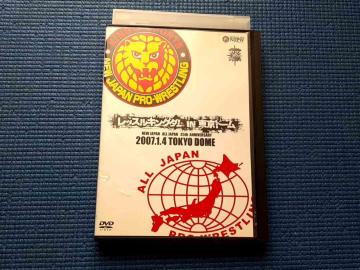 NEW JAPAN PRO-WRESTLING
レッスルキングダム IN 東京ドーム
NEW JAPAN ALL JAPAN 35th ANNIVERSARY
2007.1.4 TOKYO DOME
ALL JAPAN
PRO-WRESTLING
DVD